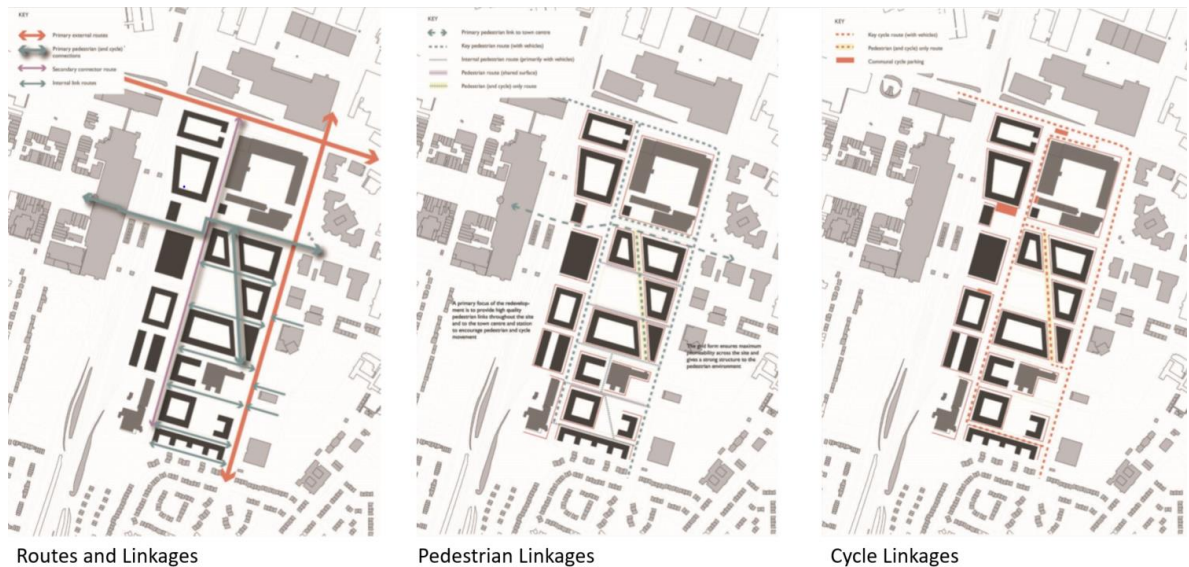 KEY
Primary external routes
Primary pedestrian (and cycle)
connections
Secondary connector route
Internal link routes
Routes and Linkages
KEY
Primary pedestrian link to town centre
Key pedestrian route (with vehicles)
Internal pedestrian route (primarily with vehicles)
Pedestrian route (shared surface)
Pedestrian (and cycle) only route
A primary focus of the redevelop-
ment is to provide high quality
pedestrian links throughout the site
and to the town centre and station
to encourage pedestrian and cycle
movement
The grid form ensures maximum
permeability across the site and
gives a strong structure to the
pedestrian environment
Pedestrian Linkages
KEY
Key cycle route (with vehicles)
Pedestrian (and cycle) only route
Communal cycle parking
Cycle Linkages